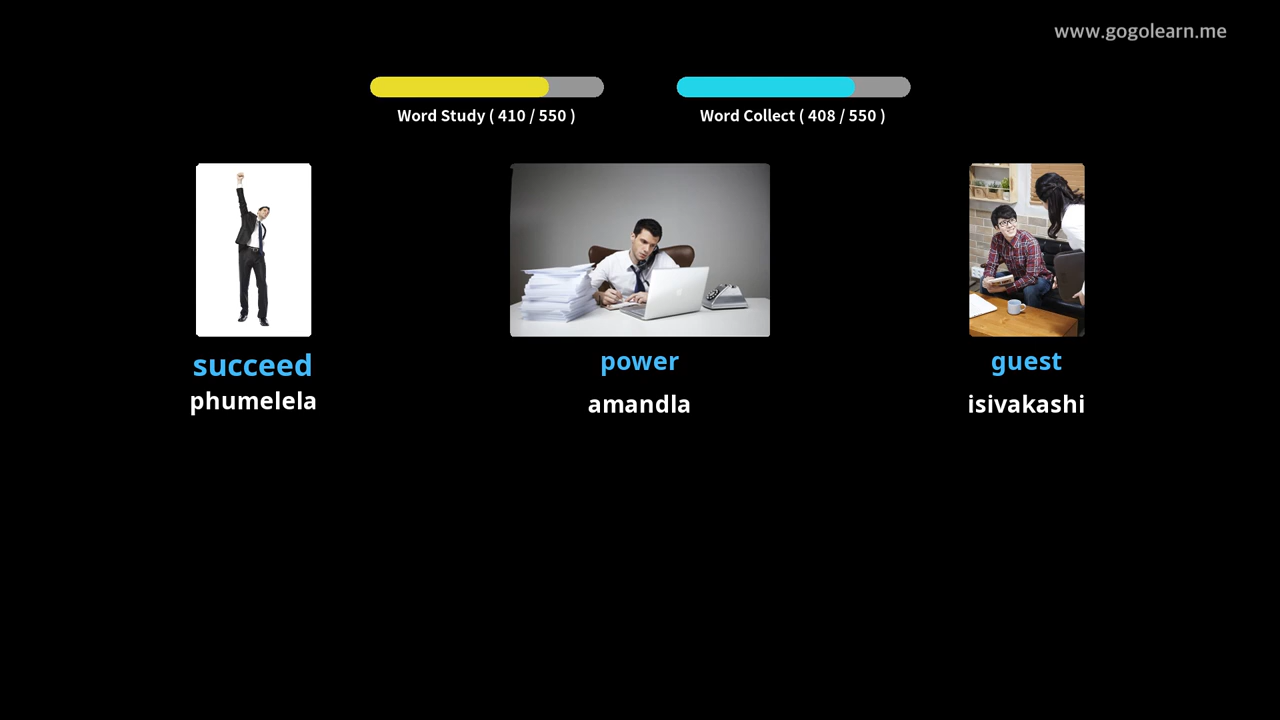 www.gogolearn.me
Word Study ( 410 / 550 )
Word Collect ( 408 / 550 )
succeed
phumelela
power
amandla
guest
isivakashi